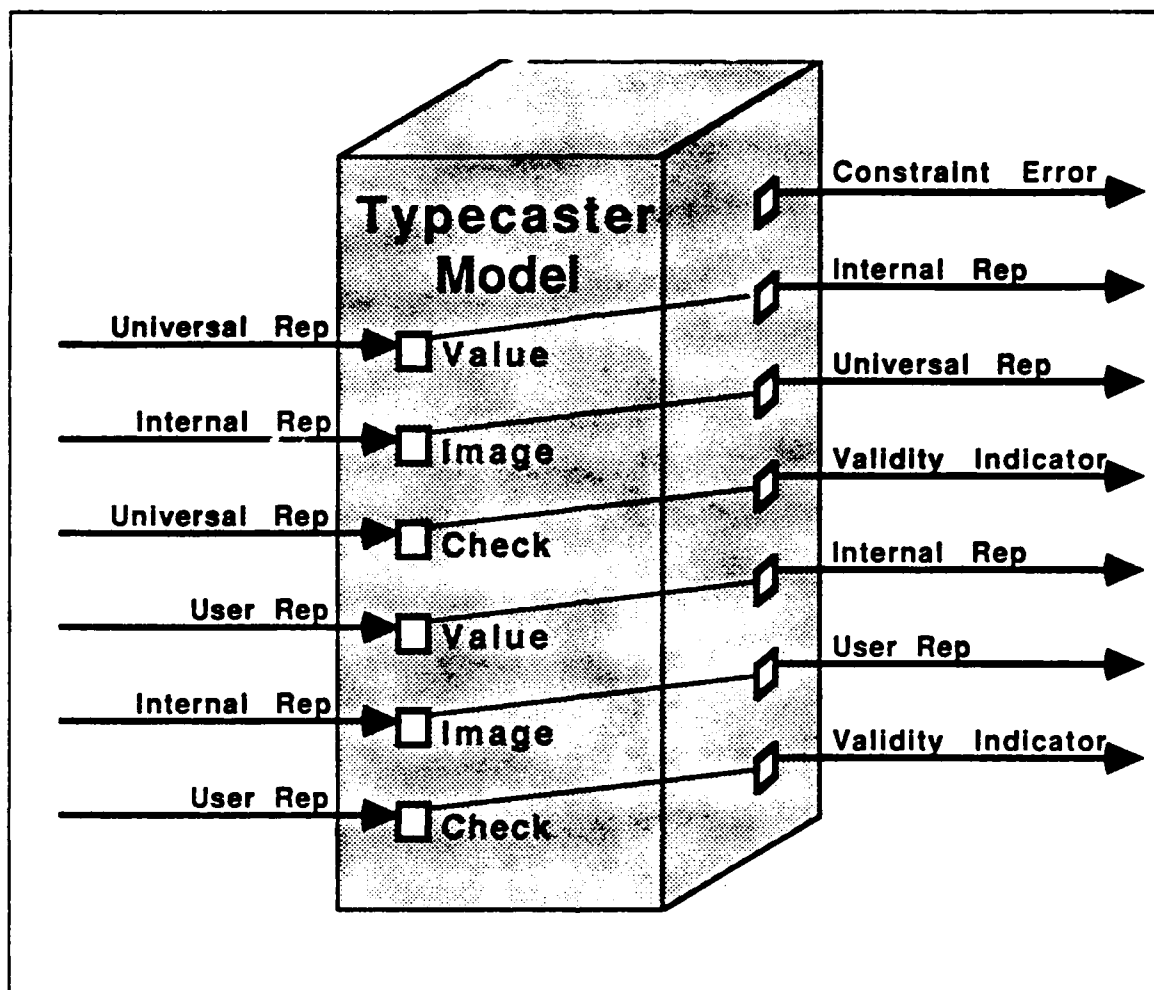 Typecaster
Model
Constraint Error
Internal Rep
Universal Rep
Value
Universal Rep
Internal Rep
Image
Validity Indicator
Universal Rep
Check
Internal Rep
User Rep
Value
User Rep
Internal Rep
Image
Validity Indicator
User Rep
Check